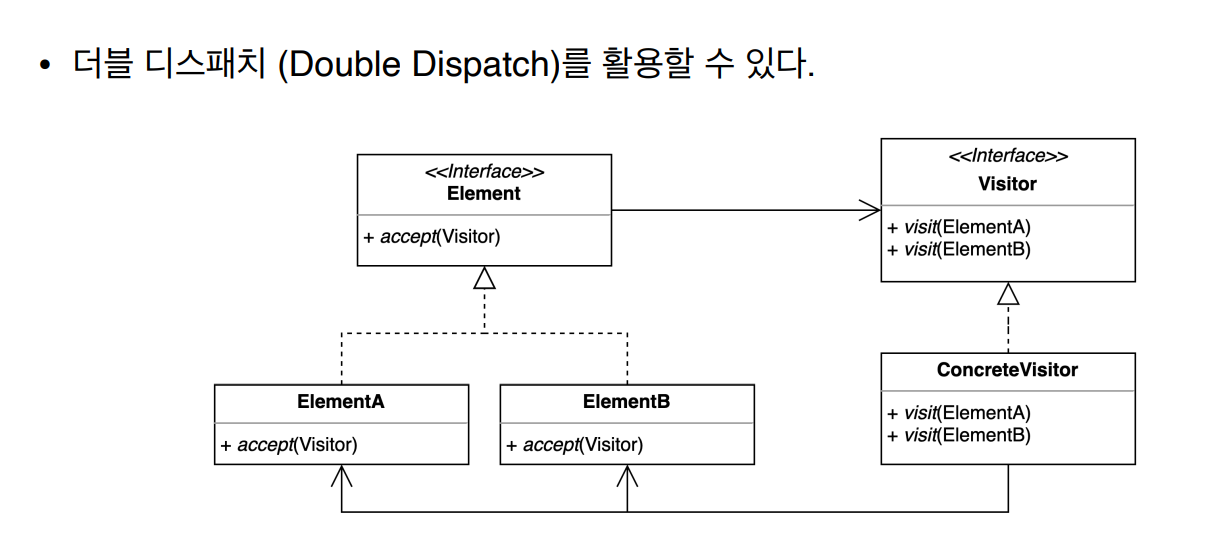 • 더블 디스패치 (Double Dispatch)를 활용할 수 있다.
<<Interface>>
Element
+ accept(Visitor)
<<Interface>>
Visitor
+ visit(ElementA)
+ visit(ElementB)
ElementA
+ accept(Visitor)
ElementB
+ accept(Visitor)
ConcreteVisitor
+ visit(ElementA)
+ visit(ElementB)